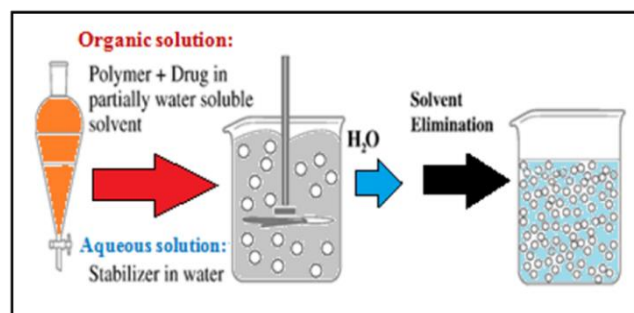 Organic solution:
Polymer + Drug in
partially water soluble
solvent
Aqueous solution:
Stabilizer in water
H₂O
Solvent
Elimination